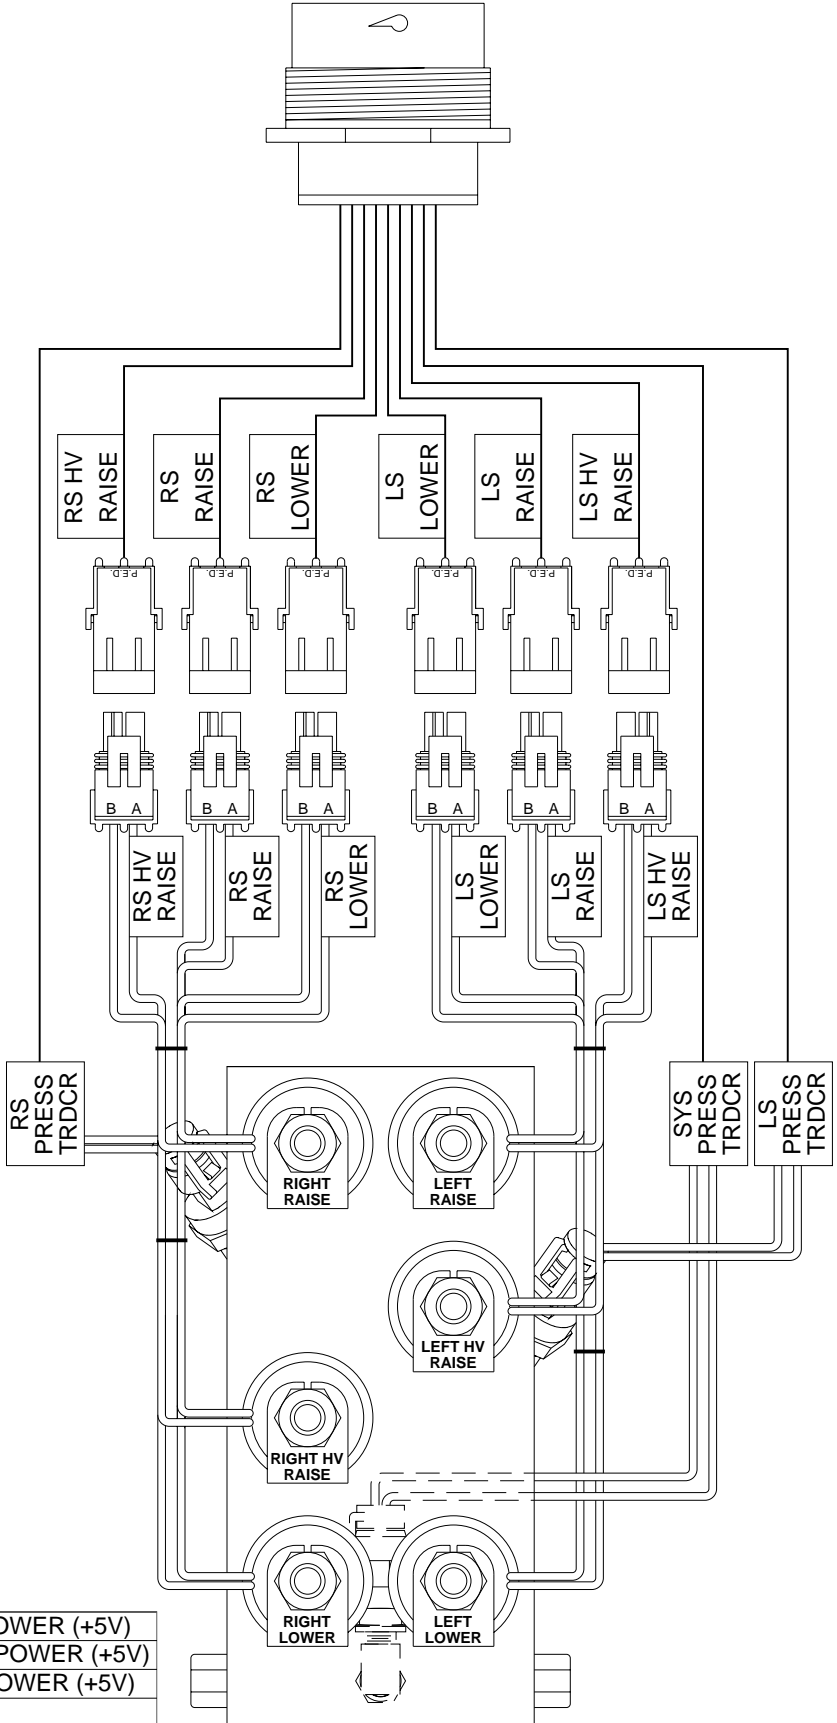 RS HV
RAISE
RS
RAISE
RS
LOWER
LS
LOWER
LS
RAISE
LS HV
RAISE
P.E.D.
P.E.D.
P.E.D.
P.E.D.
P.E.D.
P.E.D.
B A
B A
B A
B A
B A
B A
RS HV
RAISE
RS
RAISE
RS
LOWER
LS
LOWER
LS
RAISE
LS HV
RAISE
RS
PRESS
TRDCR
SYS
PRESS
TRDCR
LS
PRESS
TRDCR
RIGHT
RAISE
LEFT
RAISE
LEFT HV
RAISE
RIGHT HV
RAISE
RIGHT
LOWER
LEFT
LOWER
OWER (+5V)
POWER (+5V)
OWER (+5V)